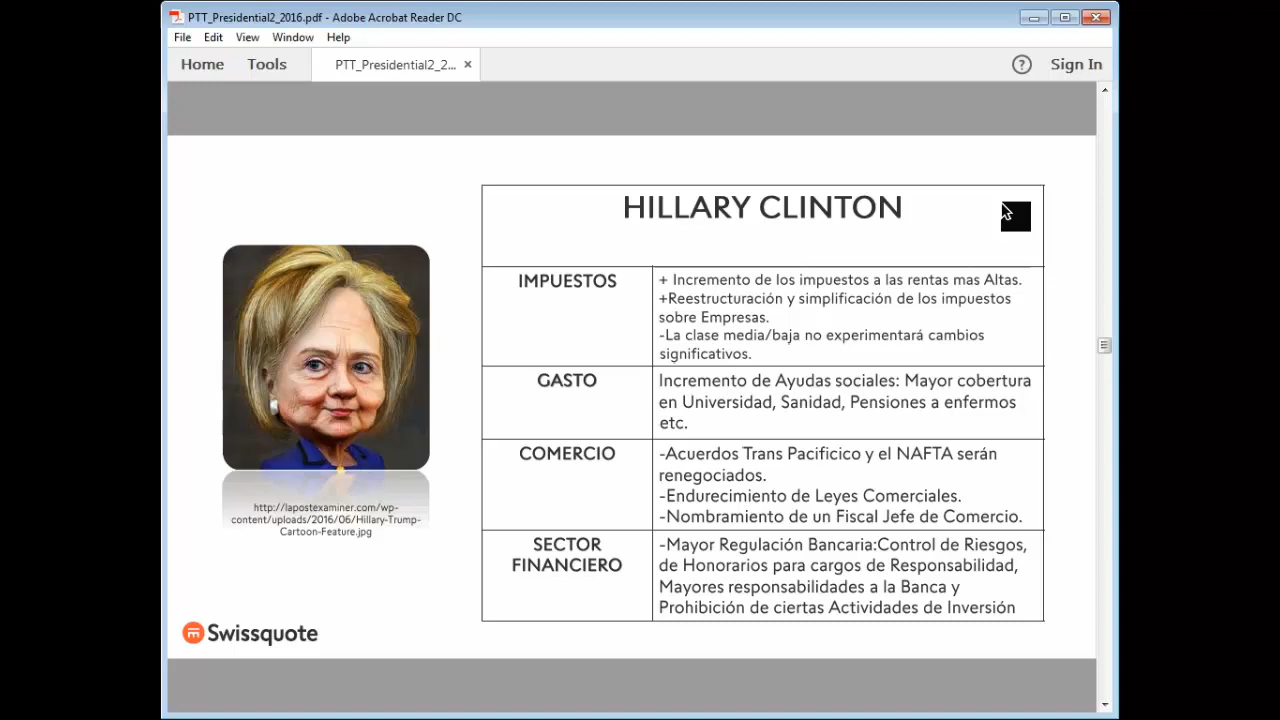 PTT_Presidential2_2016.pdf - Adobe Acrobat Reader DC
File Edit View Window Help
Home Tools PTT_Presidential2_2... × ? Sign In
HILLARY CLINTON
IMPUESTOS
+ Incremento de los impuestos a las rentas mas Altas.
+Reestructuración y simplificación de los impuestos
sobre Empresas.
-La clase media/baja no experimentará cambios
significativos.
GASTO
Incremento de Ayudas sociales: Mayor cobertura
en Universidad, Sanidad, Pensiones a enfermos
etc.
COMERCIO
-Acuerdos Trans Pacificico y el NAFTA serán
renegociados.
-Endurecimiento de Leyes Comerciales.
-Nombramiento de un Fiscal Jefe de Comercio.
SECTOR
FINANCIERO
-Mayor Regulación Bancaria:Control de Riesgos,
de Honorarios para cargos de Responsabilidad,
Mayores responsabilidades a la Banca y
Prohibición de ciertas Actividades de Inversión
http://lapostexaminer.com/wp-
content/uploads/2016/06/Hillary-Trump-
Cartoon-Feature.jpg
Swissquote